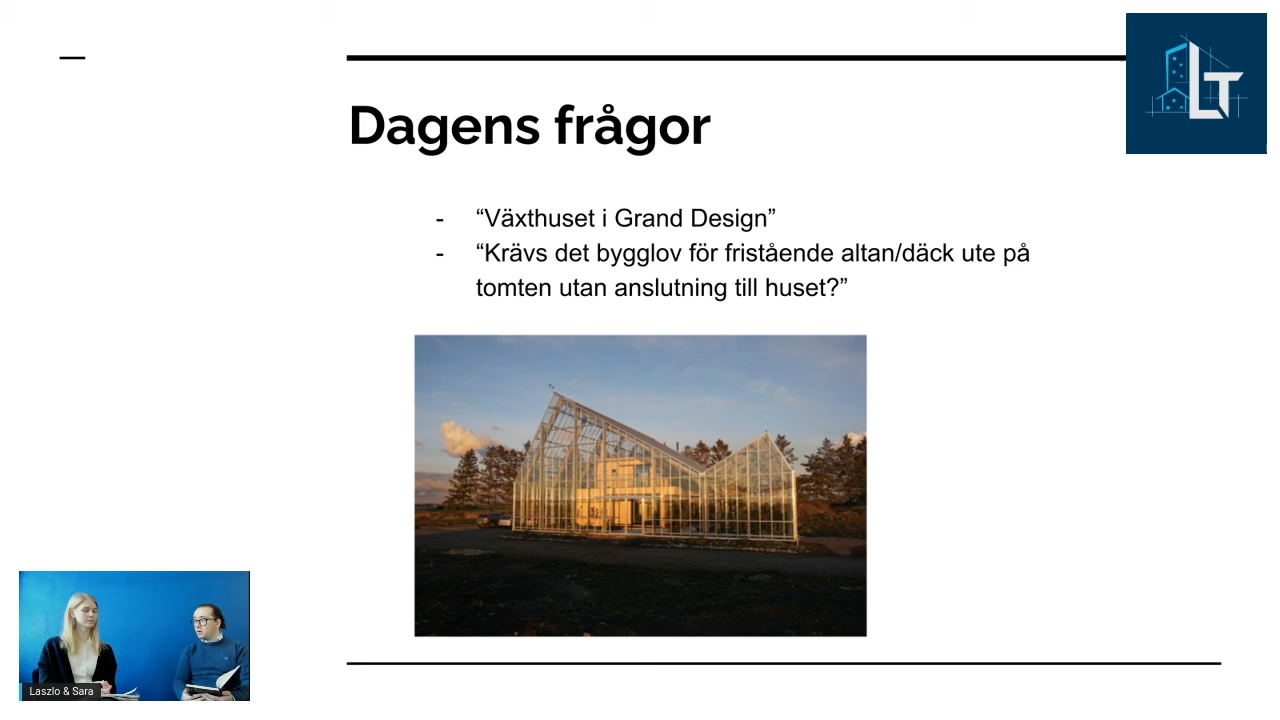 LT
Dagens frågor
- “Växthuset i Grand Design”
- “Krävs det bygglov för fristående altan/däck ute på
tomten utan anslutning till huset?”
Laszlo & Sara